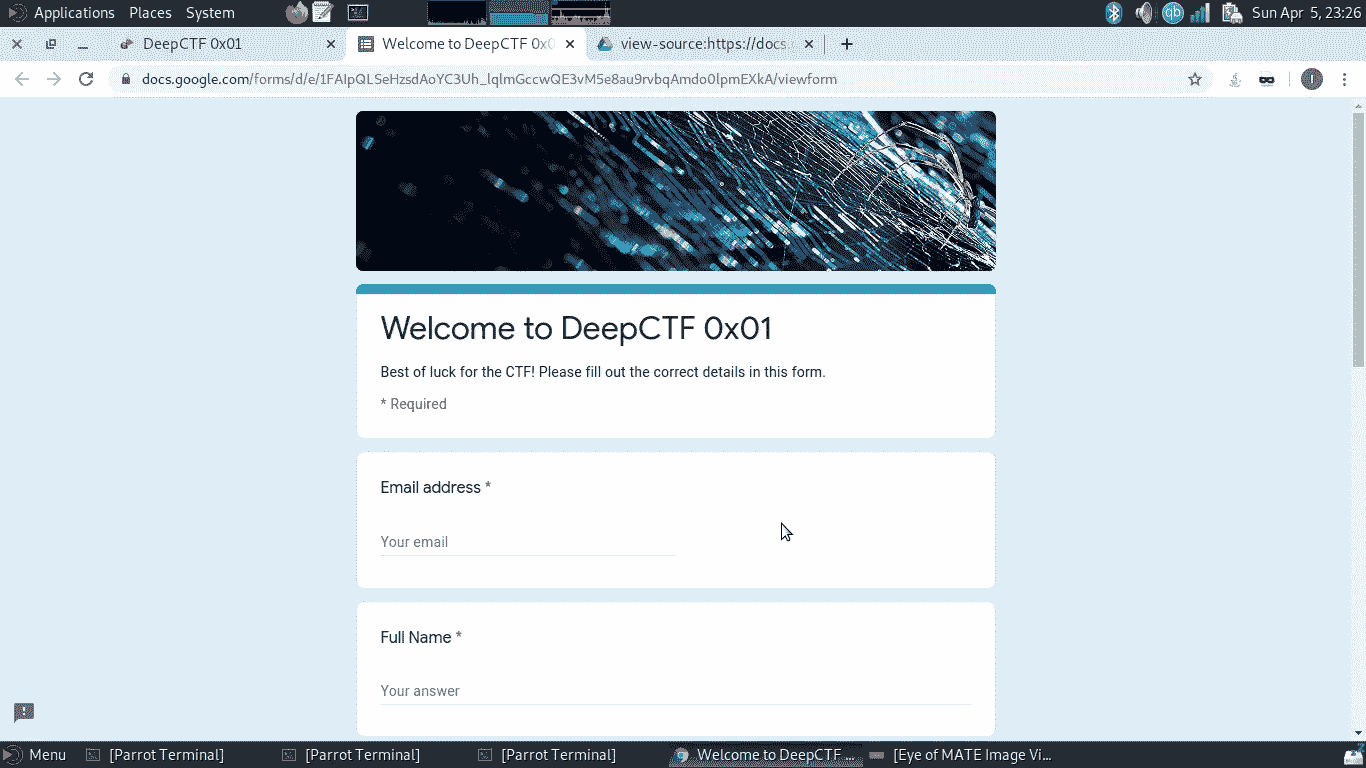 Applications Places System
Sun Apr 5, 23:26
DeepCTF 0x01
Welcome to DeepCTF 0x0
view-source:https://docs.
docs.google.com/forms/d/e/1FAIpQLSeHzsdAoYC3Uh_lqlmGccwQE3vM5e8au9rvbqAmdo0lpmEXkA/viewform
Welcome to DeepCTF 0x01
Best of luck for the CTF! Please fill out the correct details in this form.
* Required
Email address *
Your email
Full Name *
Your answer
Menu [Parrot Terminal] [Parrot Terminal] [Parrot Terminal] Welcome to DeepCTF ... [Eye of MATE Image Vi...